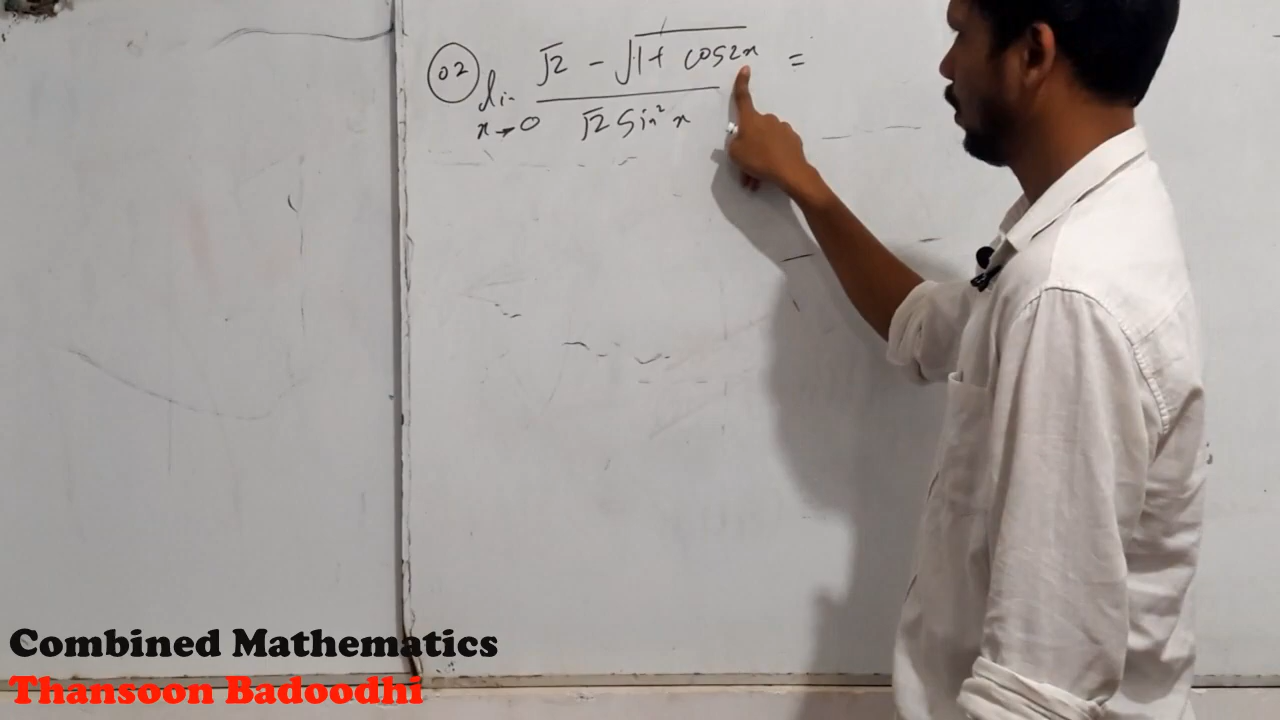 02 lim x→0 (√2 - √(1 + cos2x)) / (√2 Sin²x) =
Combined Mathematics
Thansoon Badoodhi